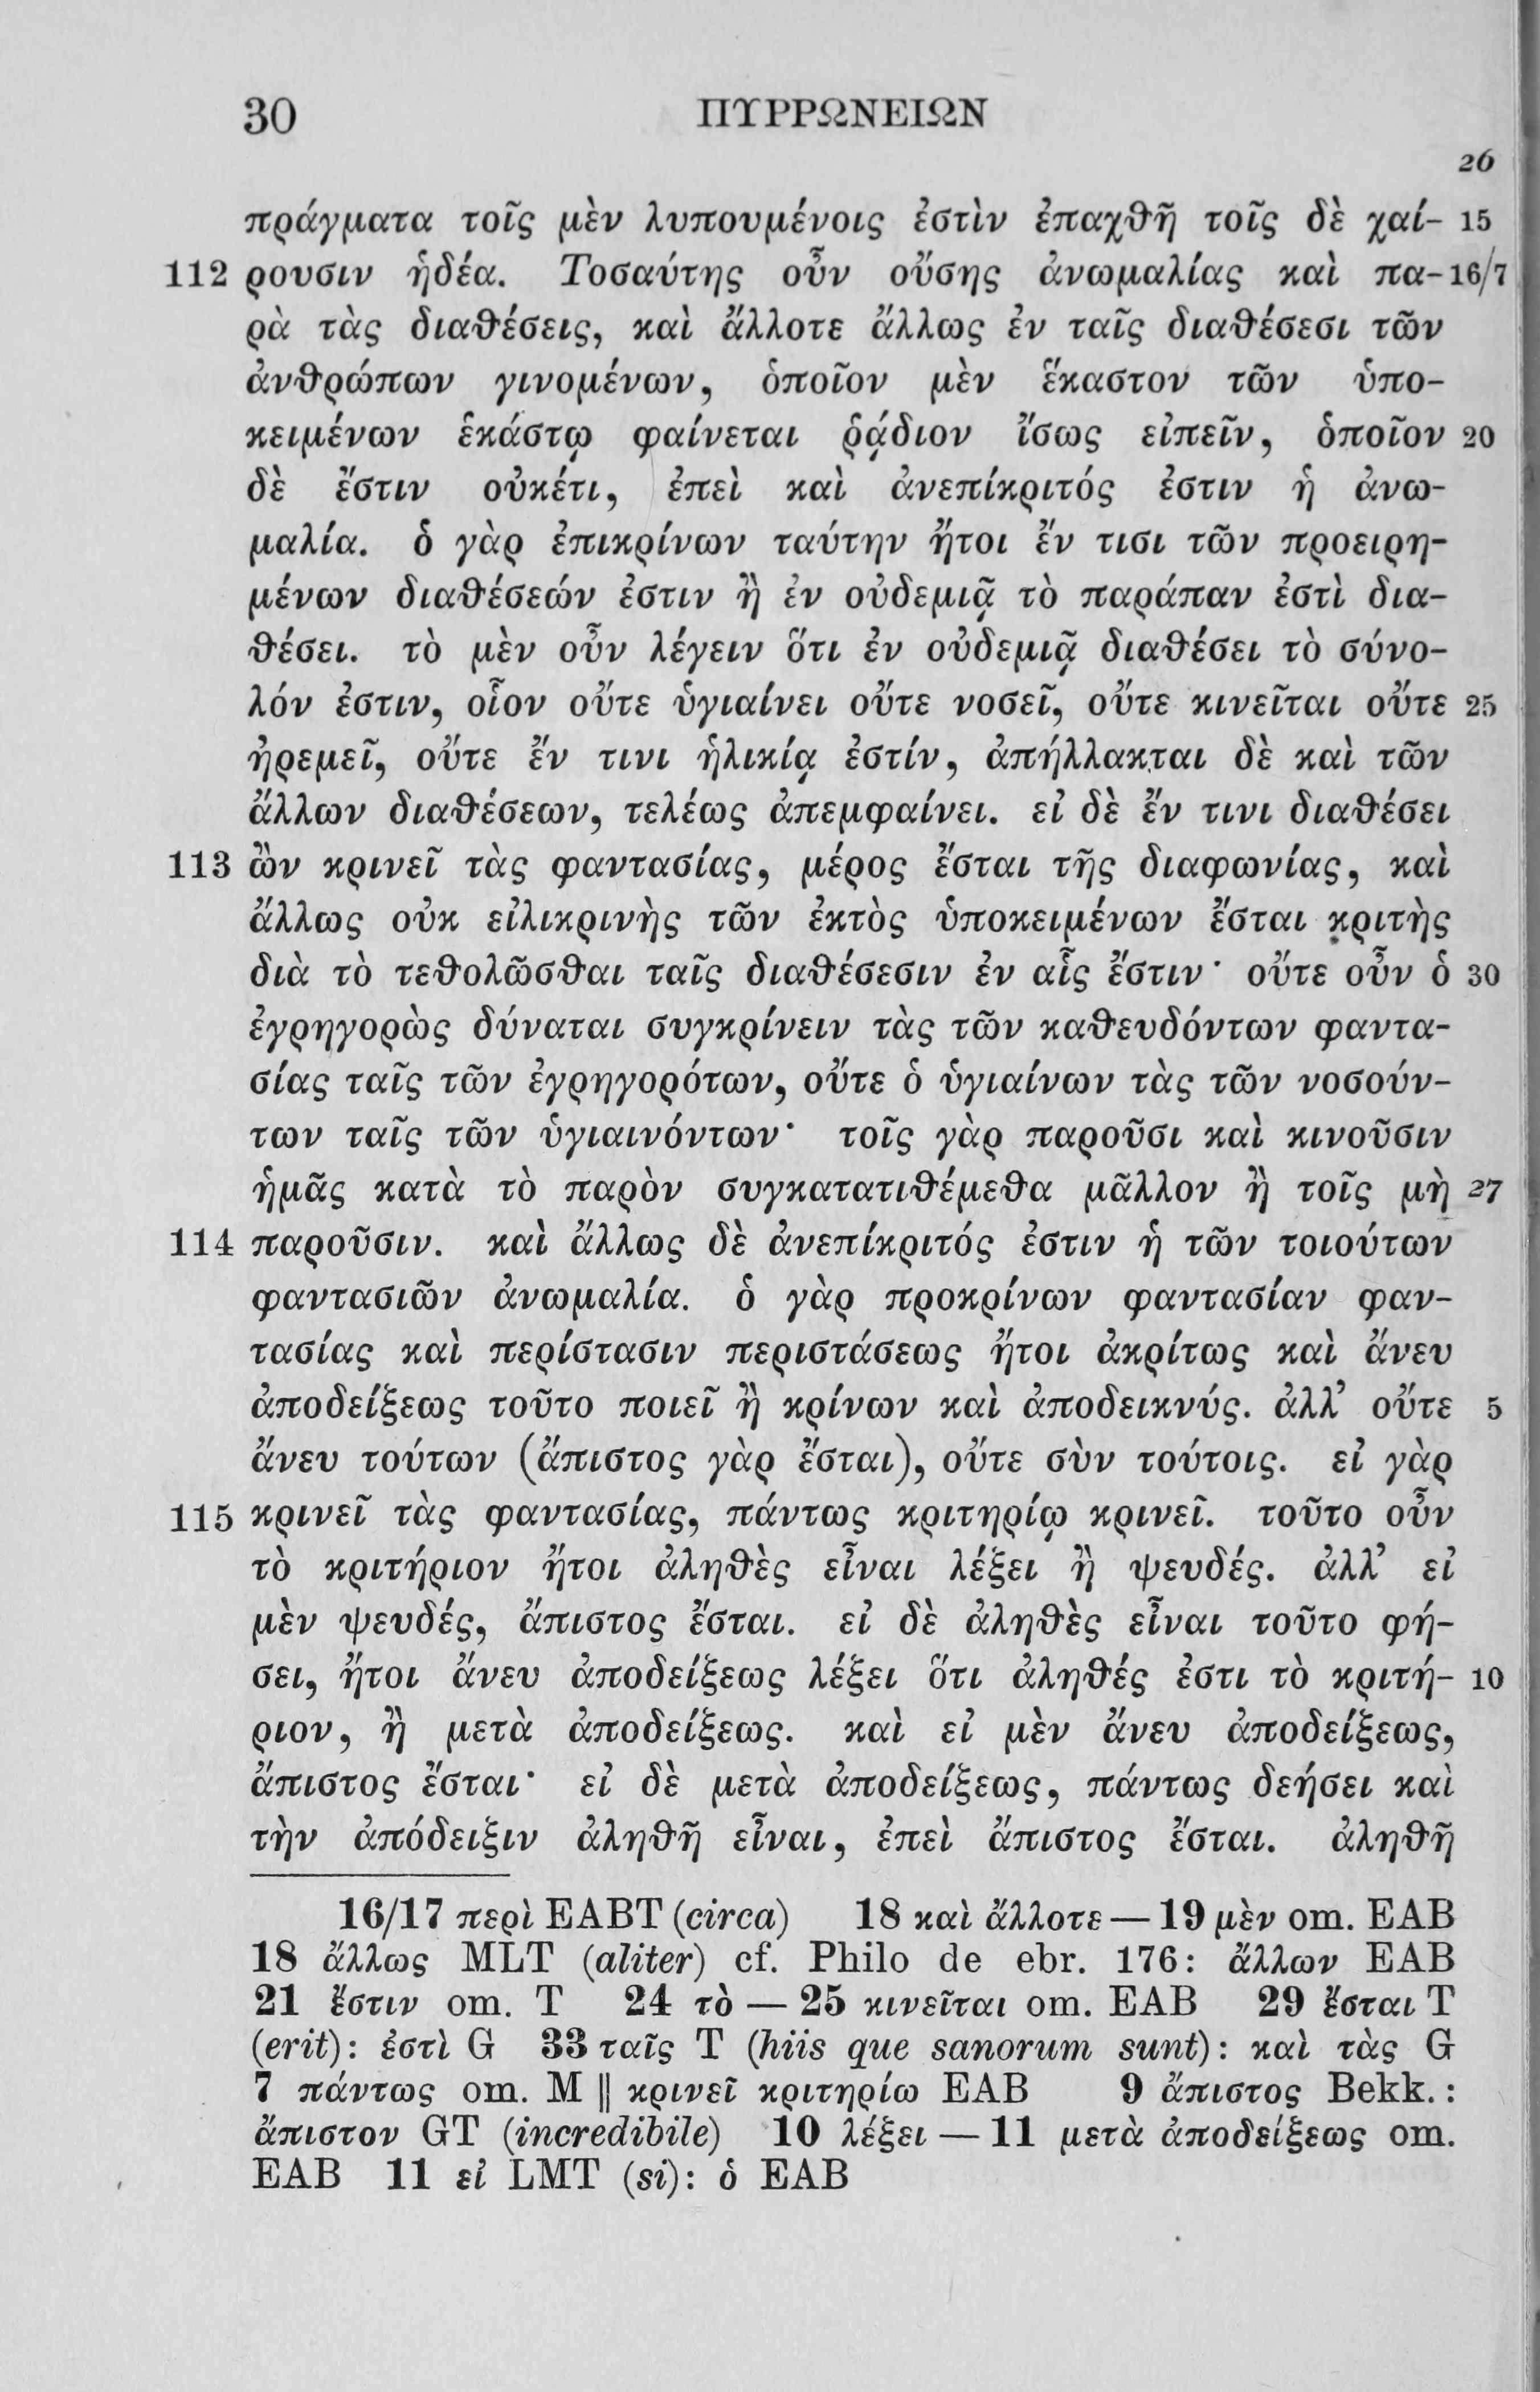 30 ΠΥΡΡΩΝΕΙΩΝ
26
πράγματα τοῖς μὲν λυπουμένοις ἐστὶν ἐπαχθῆ τοῖς δὲ χαί- 15
112 ρουσιν ἡδέα. Τοσαύτης οὖν οὔσης ἀνωμαλίας καὶ πα- 16/7
ρὰ τὰς διαθέσεις, καὶ ἄλλοτε ἄλλως ἐν ταῖς διαθέσεσι τῶν
ἀνθρώπων γινομένων, ὁποῖον μὲν ἕκαστον τῶν ὑπο-
κειμένων ἑκάστῳ φαίνεται ῥᾴδιον ἴσως εἰπεῖν, ὁποῖον 20
δὲ ἔστιν οὐκέτι, ἐπεὶ καὶ ἀνεπίκριτός ἐστιν ἡ ἀνω-
μαλία. ὁ γὰρ ἐπικρίνων ταύτην ἤτοι ἔν τισι τῶν προειρη-
μένων διαθέσεών ἐστιν ἢ ἐν οὐδεμιᾷ τὸ παράπαν ἐστὶ δια-
θέσει. τὸ μὲν οὖν λέγειν ὅτι ἐν οὐδεμιᾷ διαθέσει τὸ σύνο-
λόν ἐστιν, οἷον οὔτε ὑγιαίνει οὔτε νοσεῖ, οὔτε κινεῖται οὔτε 25
ἠρεμεῖ, οὔτε ἔν τινι ἡλικίᾳ ἐστίν, ἀπήλλακται δὲ καὶ τῶν
ἄλλων διαθέσεων, τελέως ἀπεμφαίνει. εἰ δὲ ἔν τινι διαθέσει
113 ὢν κρινεῖ τὰς φαντασίας, μέρος ἔσται τῆς διαφωνίας, καὶ
ἄλλως οὐκ εἰλικρινὴς τῶν ἐκτὸς ὑποκειμένων ἔσται κριτὴς
διὰ τὸ τεθολῶσθαι ταῖς διαθέσεσιν ἐν αἷς ἔστιν· οὔτε οὖν ὁ 30
ἐγρηγορὼς δύναται συγκρίνειν τὰς τῶν καθευδόντων φαντα-
σίας ταῖς τῶν ἐγρηγορότων, οὔτε ὁ ὑγιαίνων τὰς τῶν νοσούν-
των ταῖς τῶν ὑγιαινόντων· τοῖς γὰρ παροῦσι καὶ κινοῦσιν
ἡμᾶς κατὰ τὸ παρὸν συγκατατιθέμεθα μᾶλλον ἢ τοῖς μὴ 27
114 παροῦσιν. καὶ ἄλλως δὲ ἀνεπίκριτός ἐστιν ἡ τῶν τοιούτων
φαντασιῶν ἀνωμαλία. ὁ γὰρ προκρίνων φαντασίαν φαν-
τασίας καὶ περίστασιν περιστάσεως ἤτοι ἀκρίτως καὶ ἄνευ
ἀποδείξεως τοῦτο ποιεῖ ἢ κρίνων καὶ ἀποδεικνύς. ἀλλ’ οὔτε 5
ἄνευ τούτων (ἄπιστος γὰρ ἔσται), οὔτε σὺν τούτοις. εἰ γὰρ
115 κρινεῖ τὰς φαντασίας, πάντως κριτηρίῳ κρινεῖ. τοῦτο οὖν
τὸ κριτήριον ἤτοι ἀληθὲς εἶναι λέξει ἢ ψευδές. ἀλλ’ εἰ
μὲν ψευδές, ἄπιστος ἔσται. εἰ δὲ ἀληθὲς εἶναι τοῦτο φή-
σει, ἤτοι ἄνευ ἀποδείξεως λέξει ὅτι ἀληθές ἐστι τὸ κριτή- 10
ριον, ἢ μετὰ ἀποδείξεως. καὶ εἰ μὲν ἄνευ ἀποδείξεως,
ἄπιστος ἔσται· εἰ δὲ μετὰ ἀποδείξεως, πάντως δεήσει καὶ
τὴν ἀπόδειξιν ἀληθῆ εἶναι, ἐπεὶ ἄπιστος ἔσται. ἀληθῆ
16/17 περὶ EABT (circa) 18 καὶ ἄλλοτε — 19 μὲν om. EAB
18 ἄλλως MLT (aliter) cf. Philo de ebr. 176: ἄλλων EAB
21 ἔστιν om. T 24 τὸ — 25 κινεῖται om. EAB 29 ἔσται T
(erit): ἐστὶ G 33 ταῖς T (hiis que sanorum sunt): καὶ τὰς G
7 πάντως om. M || κρινεῖ κριτηρίω EAB 9 ἄπιστος Bekk.:
ἄπιστον GT (incredibile) 10 λέξει — 11 μετὰ ἀποδείξεως om.
EAB 11 εἰ LMT (si): ὁ EAB